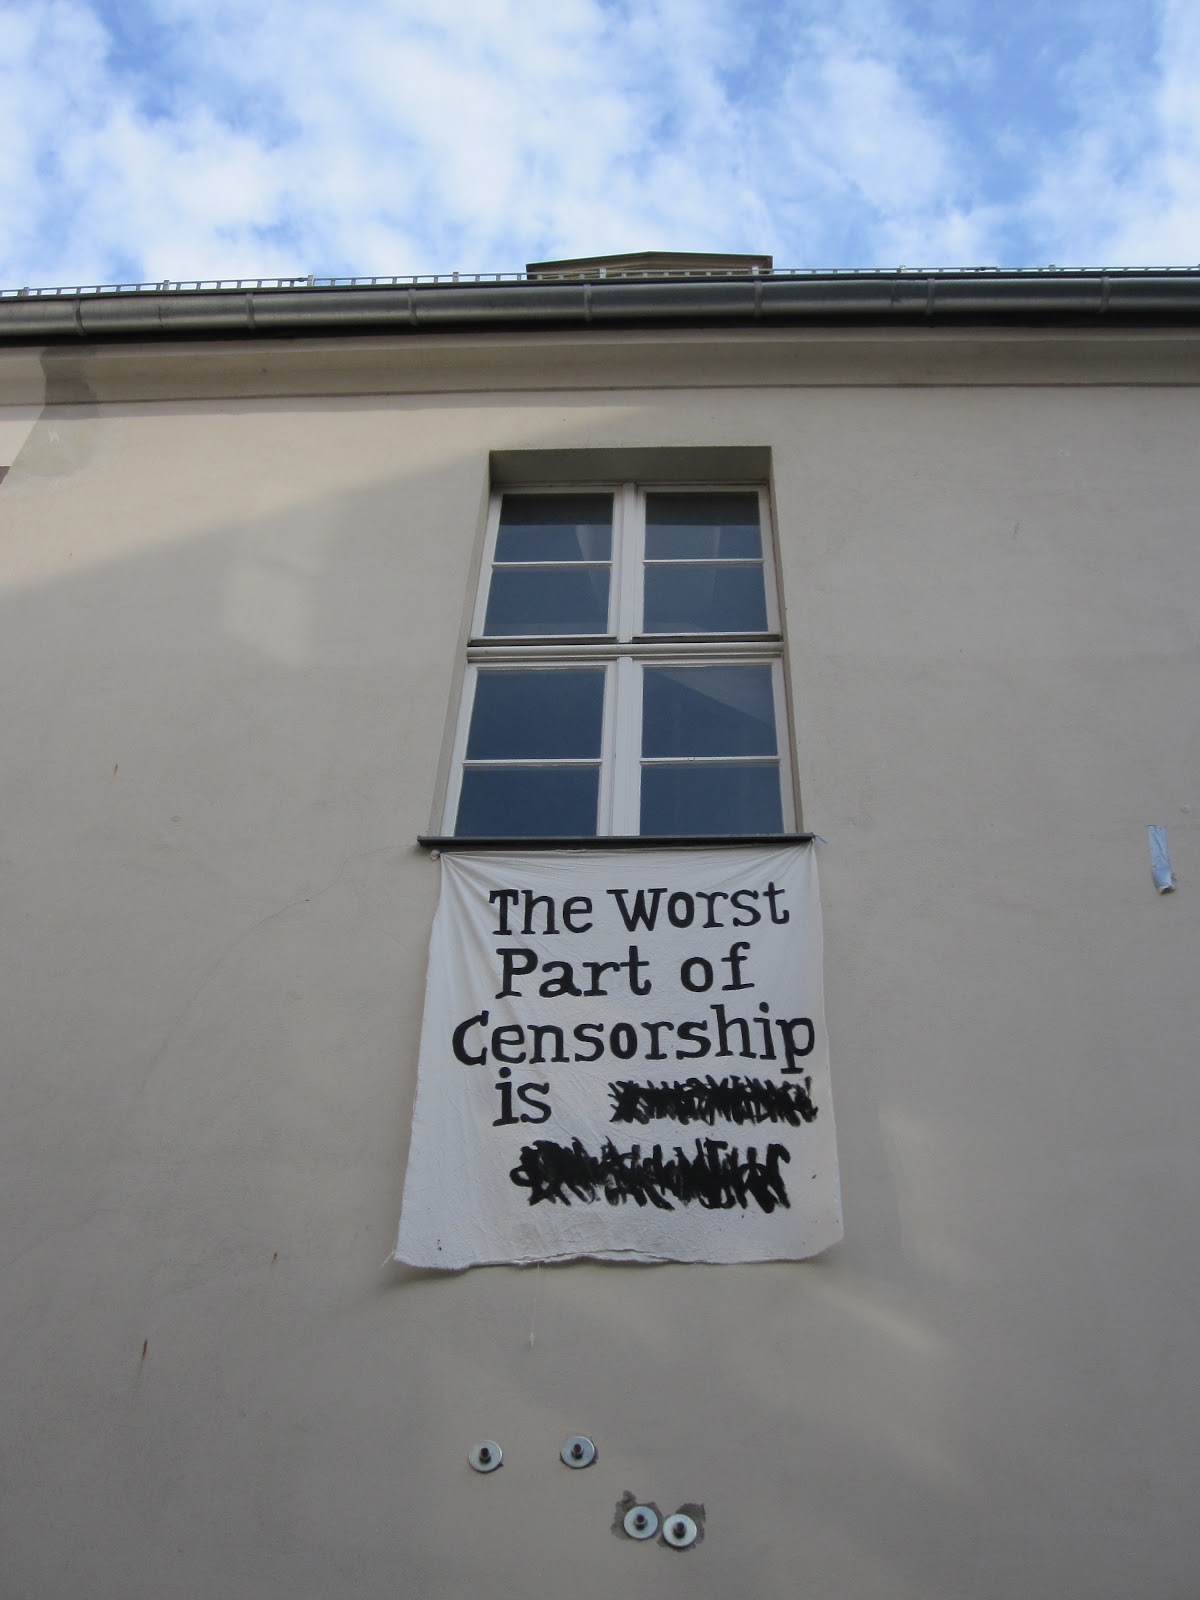 The Worst
Part of
Censorship
is